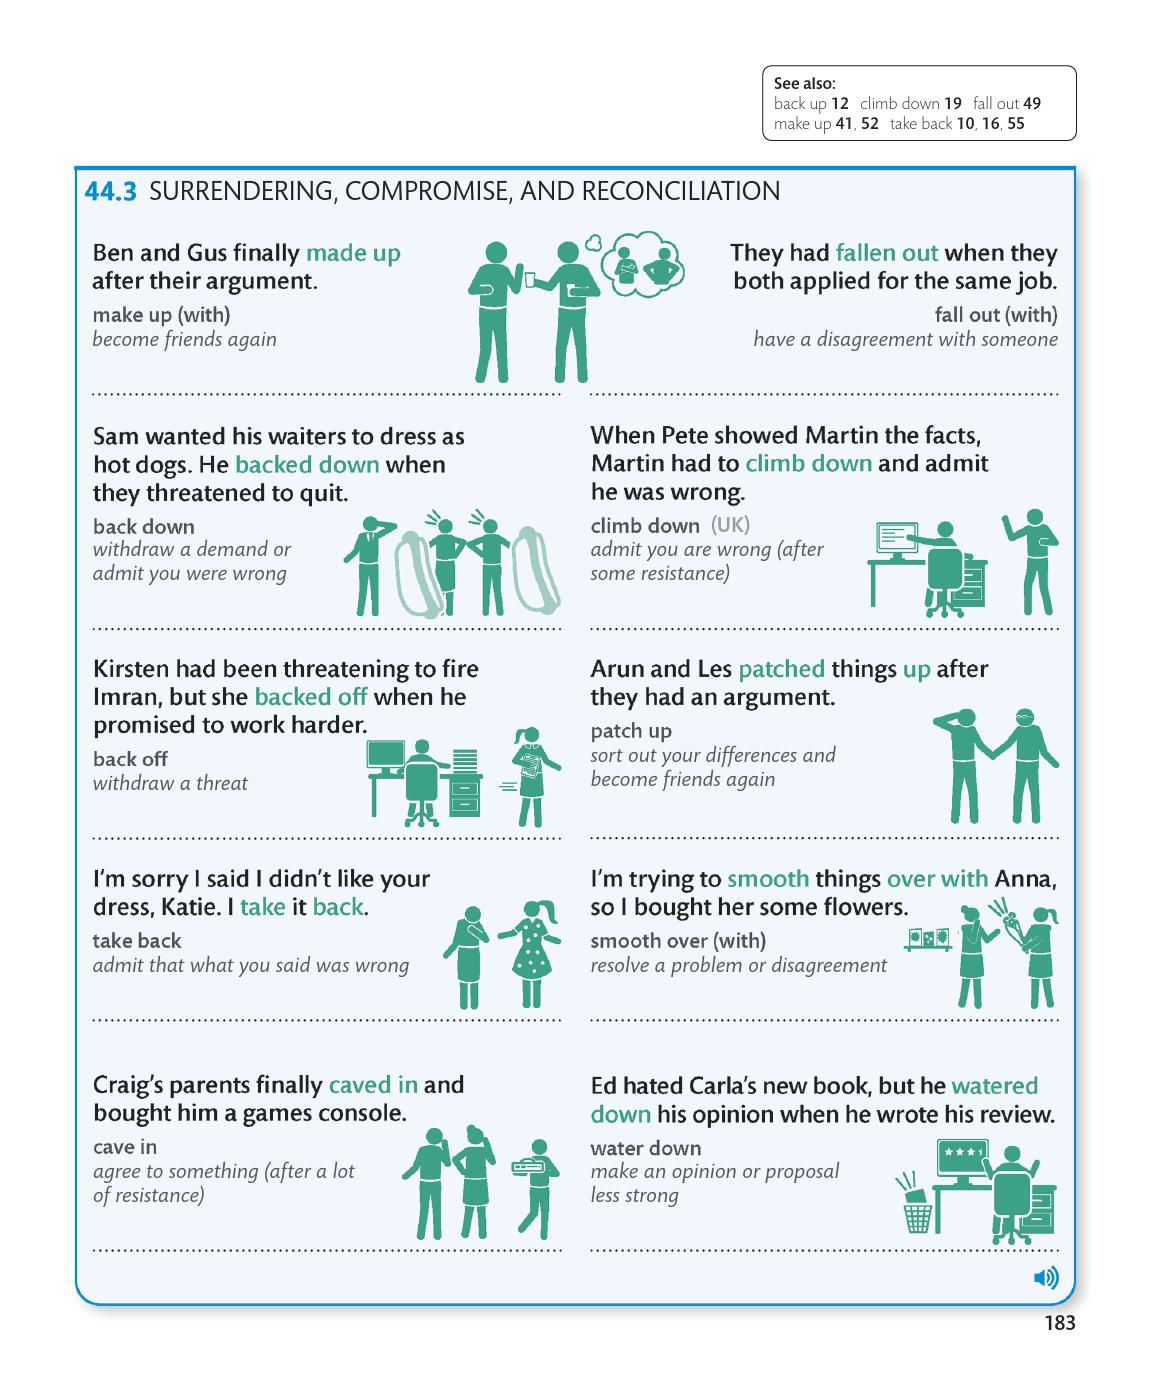 See also:
back up 12 climb down 19 fall out 49
make up 41, 52 take back 10, 16, 55
44.3 SURRENDERING, COMPROMISE, AND RECONCILIATION
Ben and Gus finally made up
after their argument.
make up (with)
become friends again
They had fallen out when they
both applied for the same job.
fall out (with)
have a disagreement with someone
Sam wanted his waiters to dress as
hot dogs. He backed down when
they threatened to quit.
back down
withdraw a demand or
admit you were wrong
When Pete showed Martin the facts,
Martin had to climb down and admit
he was wrong.
climb down (UK)
admit you are wrong (after
some resistance)
Kirsten had been threatening to fire
Imran, but she backed off when he
promised to work harder.
back off
withdraw a threat
Arun and Les patched things up after
they had an argument.
patch up
sort out your differences and
become friends again
I'm sorry I said I didn't like your
dress, Katie. I take it back.
take back
admit that what you said was wrong
I'm trying to smooth things over with Anna,
so I bought her some flowers.
smooth over (with)
resolve a problem or disagreement
Craig's parents finally caved in and
bought him a games console.
cave in
agree to something (after a lot
of resistance)
Ed hated Carla's new book, but he watered
down his opinion when he wrote his review.
water down
make an opinion or proposal
less strong
183